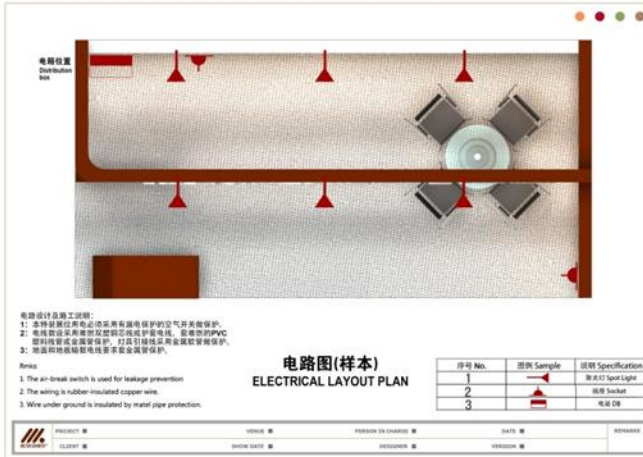 电箱位置
Distribution
box
电路设计及施工说明：
1：本特装展位用电必须采用有漏电保护的空气开关做保护。
2：电线敷设采用难燃双塑铜芯线或护套电线，套难燃的PVC
塑料线管或金属管保护，灯具引接线采用金属软管做保护。
3：地面和地板暗敷电线要求套金属管保护。
Rmks:
1. The air-break switch is used for leakage prevention
2. The wiring is rubber-insulated copper wire.
3. Wire under ground is insulated by matel pipe protection.
电路图(样本)
ELECTRICAL LAYOUT PLAN
序号 No. 图例 Sample 说明 Specification
1 聚光灯 Spot Light
2 插座 Socket
3 电箱 DB
PROJECT VENUE PERSON IN CHARGE DATE REMARKS
CLIENT SHOW DATE DESIGNER VERSION